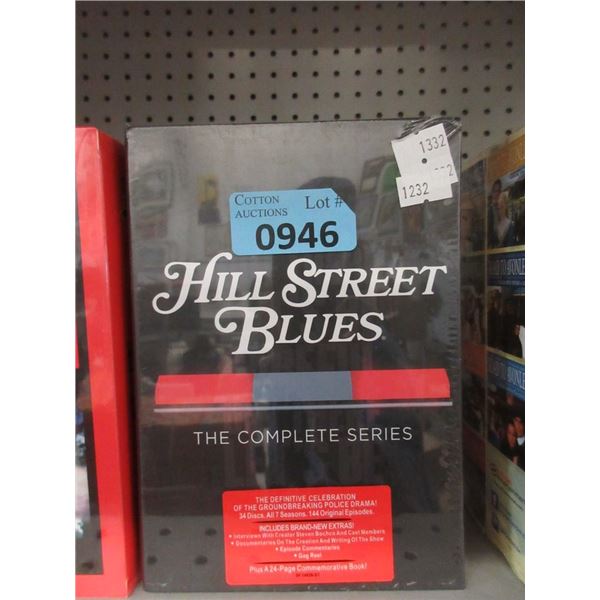 1332
1232
COTTON AUCTIONS Lot #
0946
HILL STREET
BLUES
THE COMPLETE SERIES
THE DEFINITIVE CELEBRATION
OF THE GROUNDBREAKING POLICE DRAMA!
34 Discs. All 7 Seasons. 144 Original Episodes.
INCLUDES BRAND-NEW EXTRAS!
• Interviews With Creator Steven Bochco And Cast Members
• Documentaries On The Creation And Writing Of The Show
• Episode Commentaries
• Gag Reel
Plus A 24-Page Commemorative Book!